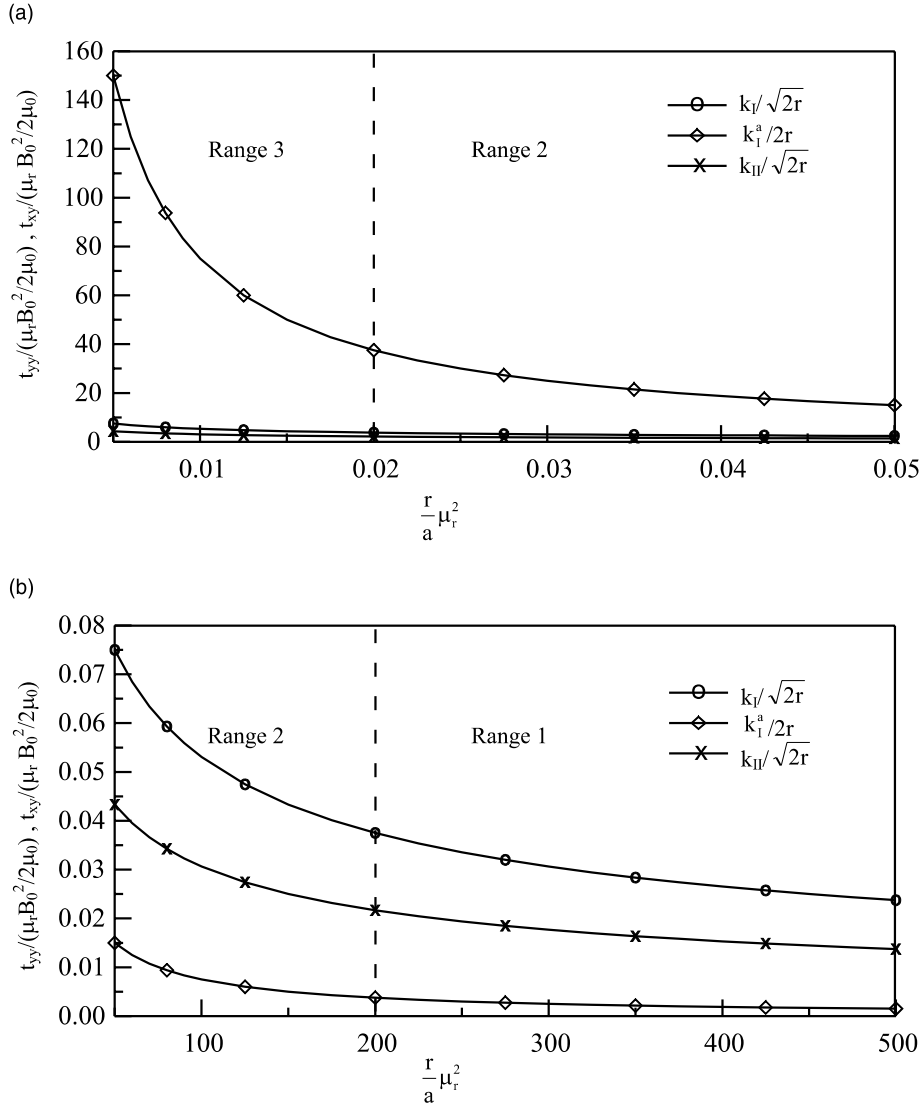 (a)
t_yy/(μ_rB_0^2/2μ_0) , t_xy/(μ_r B_0^2/2μ_0)
160
140
120
100
80
60
40
20
0
Range 3
Range 2
k_I/√2r
k_I^a/2r
k_II/√2r
0.01 0.02 0.03 0.04 0.05
r/a μ_r^2
(b)
t_yy/(μ_rB_0^2/2μ_0) , t_xy/(μ_r B_0^2/2μ_0)
0.08
0.07
0.06
0.05
0.04
0.03
0.02
0.01
0.00
Range 2
Range 1
k_I/√2r
k_I^a/2r
k_II/√2r
100 200 300 400 500
r/a μ_r^2